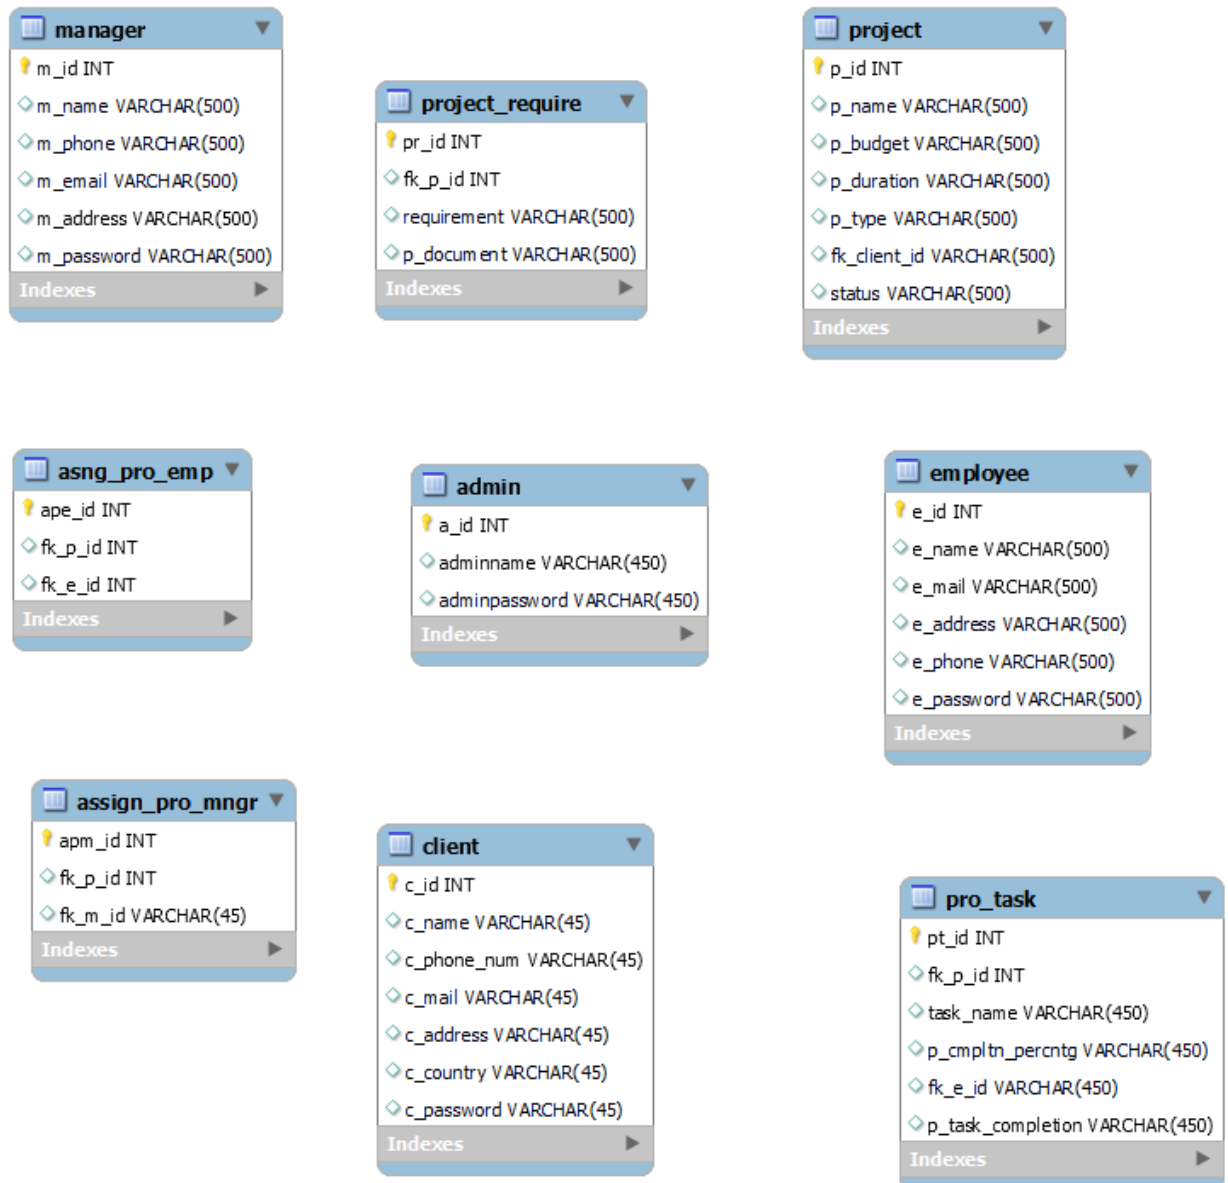 manager
m_id INT
m_name VARCHAR(500)
m_phone VARCHAR(500)
m_email VARCHAR(500)
m_address VARCHAR(500)
m_password VARCHAR(500)
Indexes
project_require
pr_id INT
fk_p_id INT
requirement VARCHAR(500)
p_document VARCHAR(500)
Indexes
project
p_id INT
p_name VARCHAR(500)
p_budget VARCHAR(500)
p_duration VARCHAR(500)
p_type VARCHAR(500)
fk_client_id VARCHAR(500)
status VARCHAR(500)
Indexes
asng_pro_emp
ape_id INT
fk_p_id INT
fk_e_id INT
Indexes
admin
a_id INT
adminname VARCHAR(450)
adminpassword VARCHAR(450)
Indexes
employee
e_id INT
e_name VARCHAR(500)
e_mail VARCHAR(500)
e_address VARCHAR(500)
e_phone VARCHAR(500)
e_password VARCHAR(500)
Indexes
assign_pro_mngr
apm_id INT
fk_p_id INT
fk_m_id VARCHAR(45)
Indexes
client
c_id INT
c_name VARCHAR(45)
c_phone_num VARCHAR(45)
c_mail VARCHAR(45)
c_address VARCHAR(45)
c_country VARCHAR(45)
c_password VARCHAR(45)
Indexes
pro_task
pt_id INT
fk_p_id INT
task_name VARCHAR(450)
p_cmpltn_percntg VARCHAR(450)
fk_e_id VARCHAR(450)
p_task_completion VARCHAR(450)
Indexes